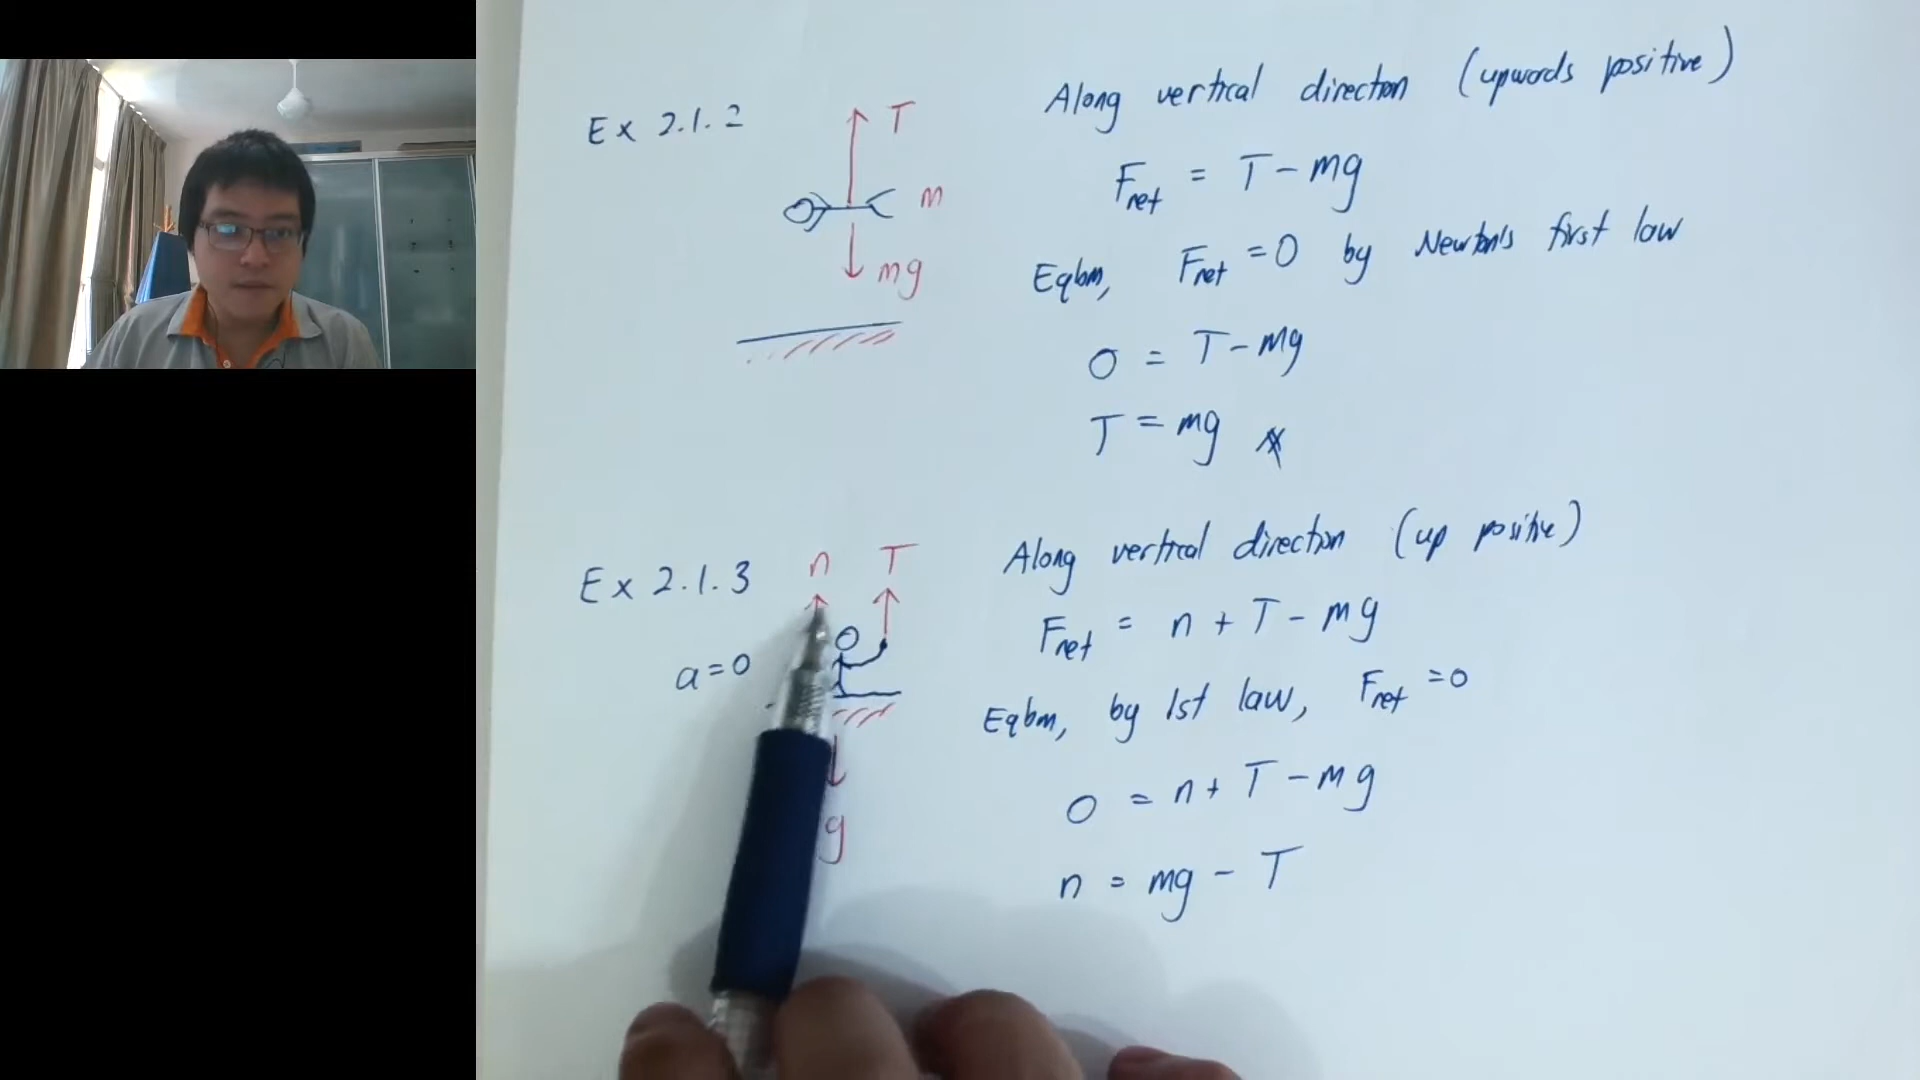 Ex 2.1.2
T
m
mg
Along vertical direction (upwards positive)
Fnet = T - mg
Eqbm, Fnet = 0 by Newton's first law
0 = T - mg
T = mg
Ex 2.1.3
n T
a = 0
g
Along vertical direction (up positive)
Fnet = n + T - mg
Eqbm, by 1st law, Fnet = 0
0 = n + T - mg
n = mg - T